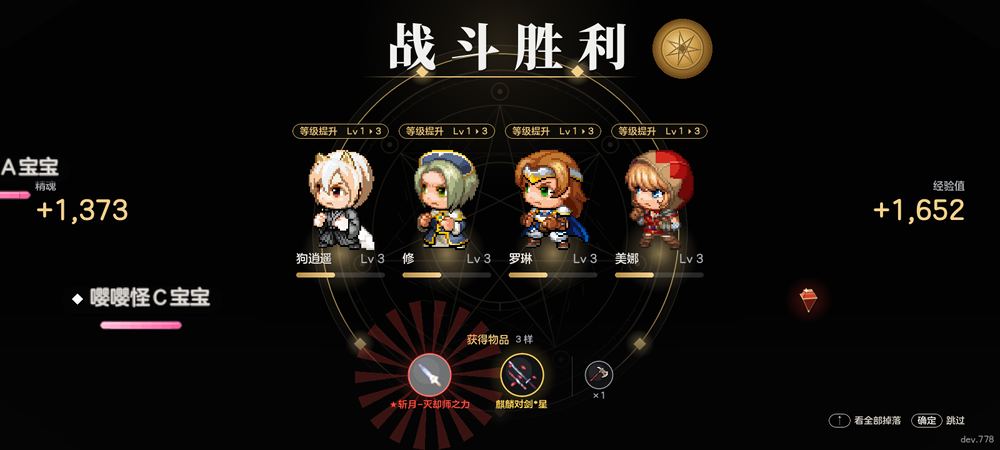 战斗胜利
等级提升 Lv 1 › 3
等级提升 Lv 1 › 3
等级提升 Lv 1 › 3
等级提升 Lv 1 › 3
A宝宝
精魂
+1,373
经验值
+1,652
狗逍遥 Lv 3
修 Lv 3
罗琳 Lv 3
美娜 Lv 3
嘤嘤怪C宝宝
获得物品 3 样
★斩月-灭却师之力
麒麟对剑*星
×1
↑ 看全部掉落 确定 跳过
dev.778